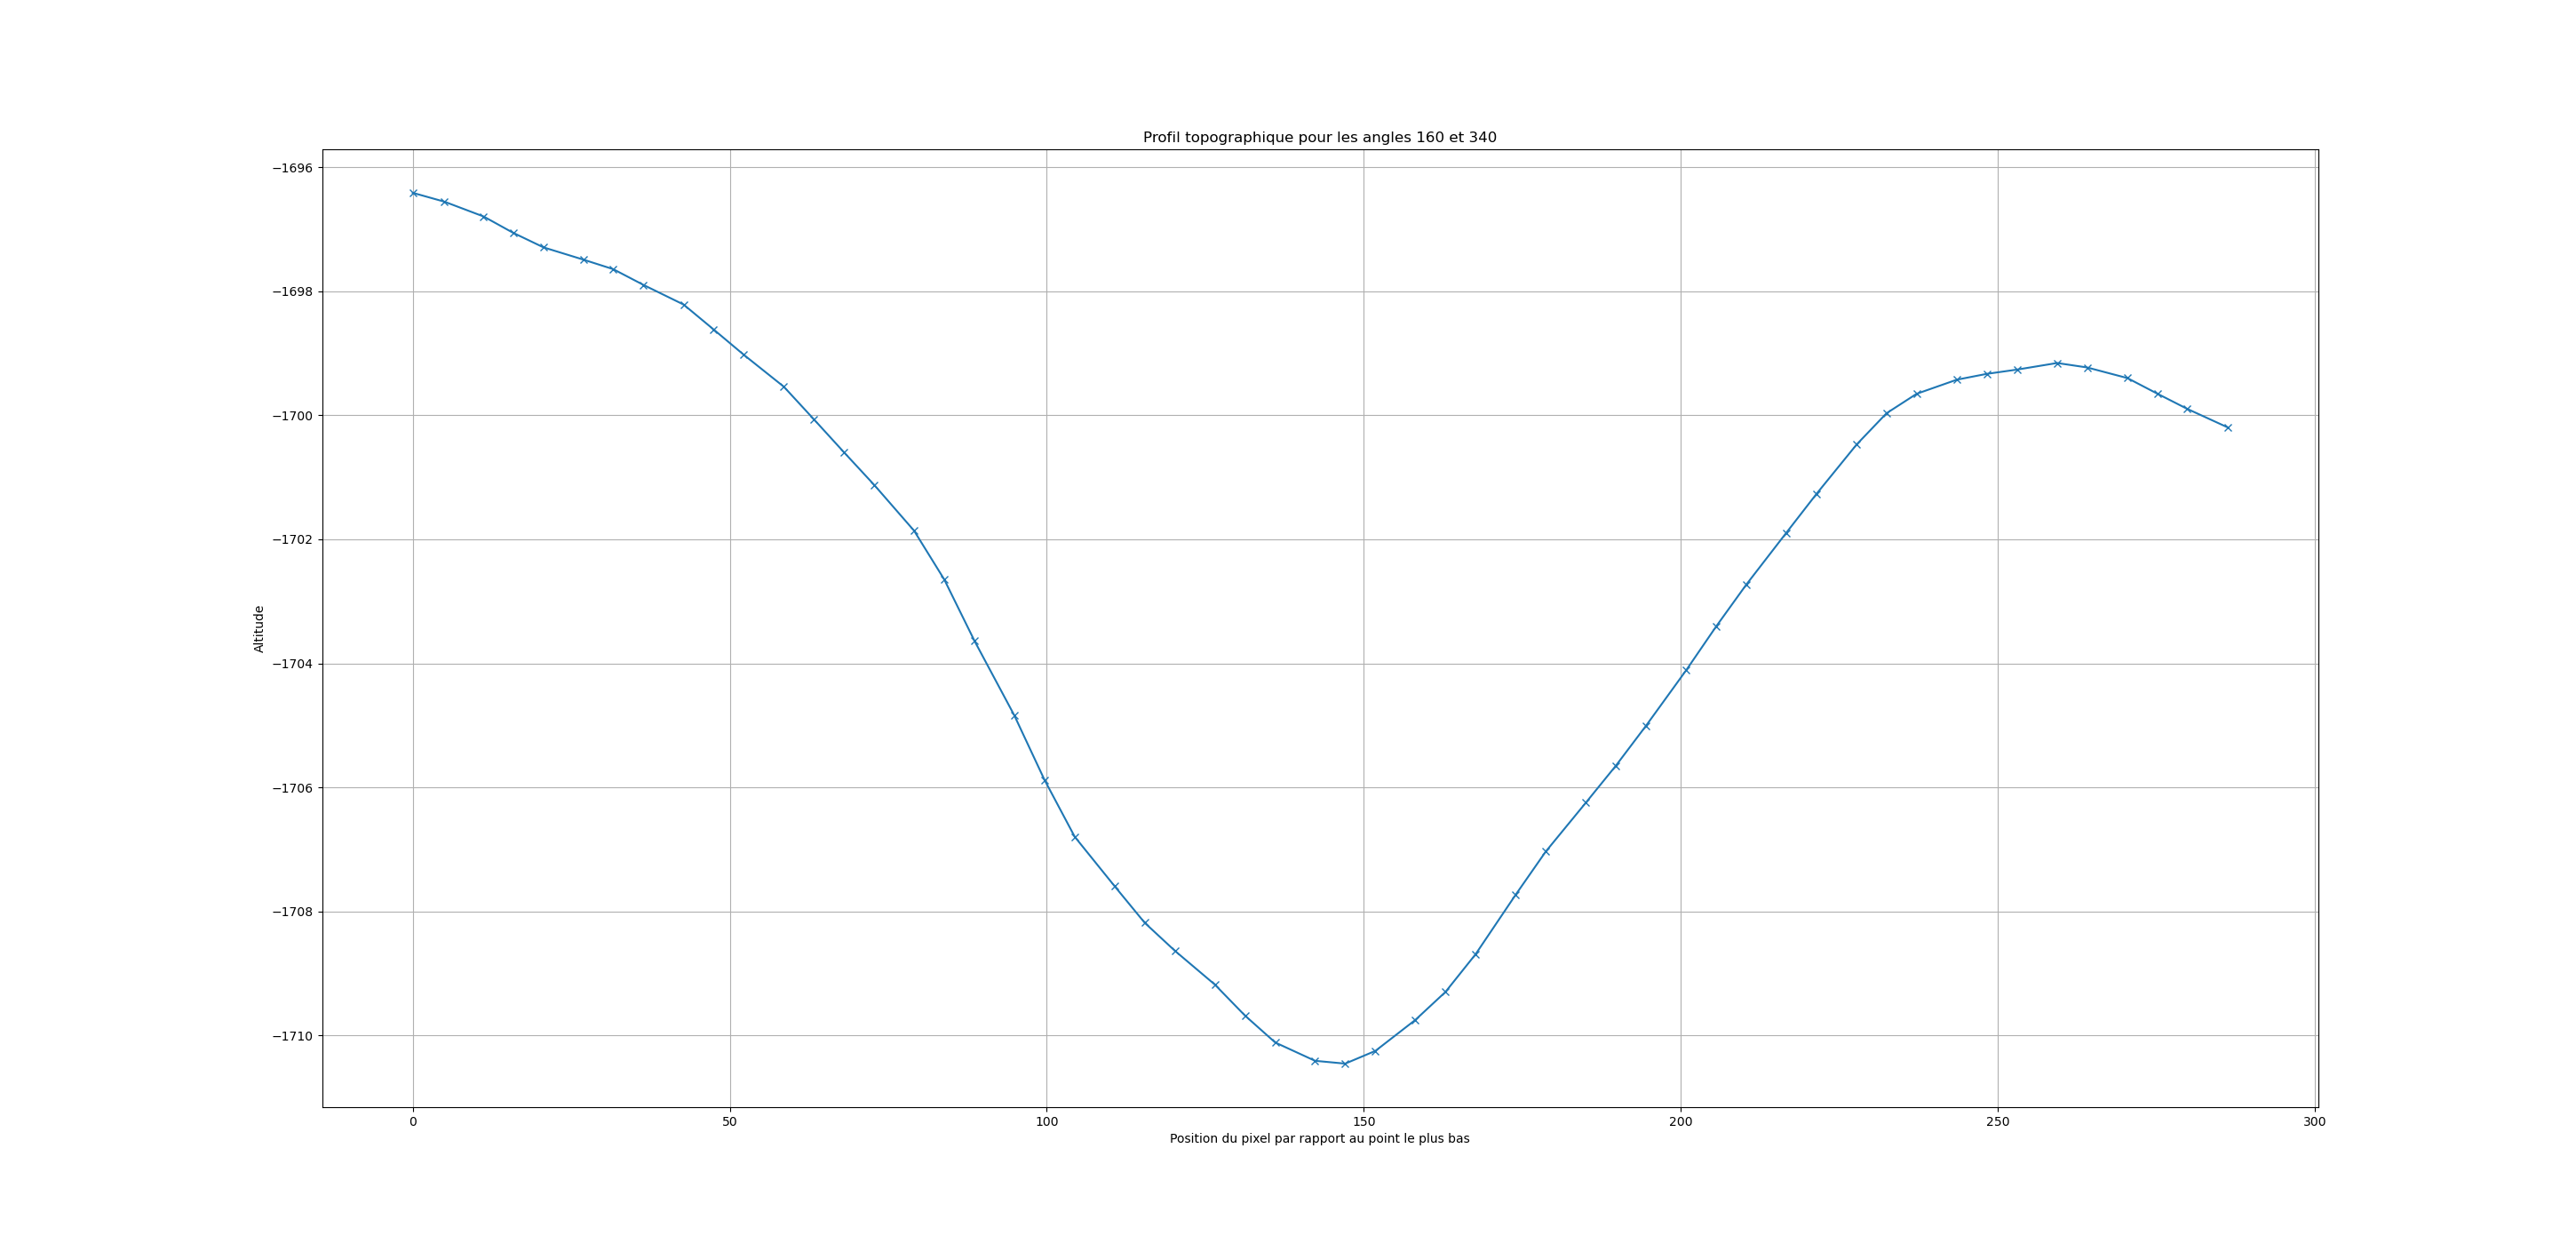 Profil topographique pour les angles 160 et 340
−1696
−1698
−1700
−1702
−1704
−1706
−1708
−1710
Altitude
0 50 100 150 200 250 300
Position du pixel par rapport au point le plus bas